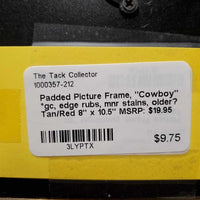 The Tack Collector
1000357-212
Padded Picture Frame, "Cowboy"
*gc, edge rubs, mnr stains, older?
Tan/Red 8" x 10.5" MSRP: $19.95
3LYPTX
$9.75